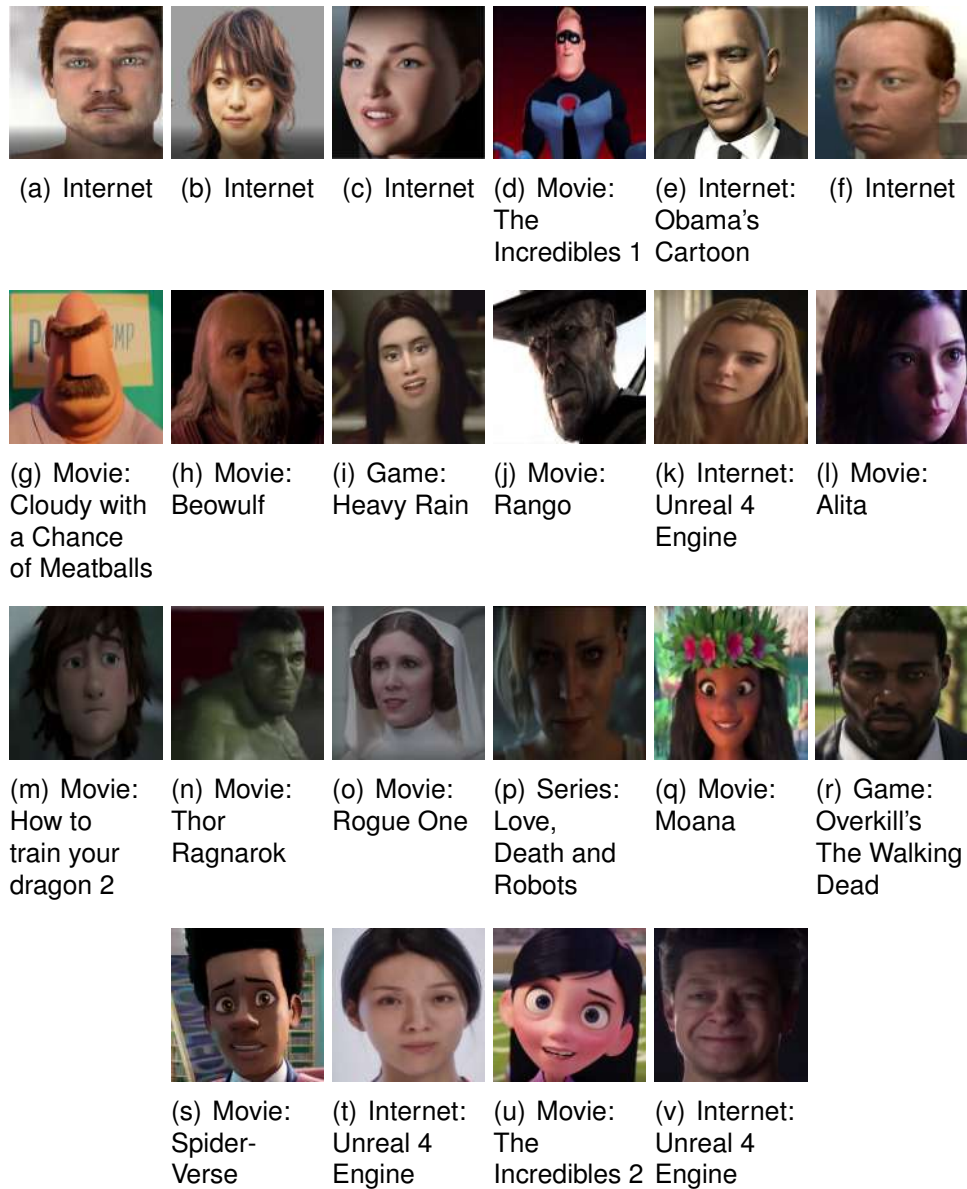 (a) Internet
(b) Internet
(c) Internet
(d) Movie:
The
Incredibles 1
(e) Internet:
Obama's
Cartoon
(f) Internet
(g) Movie:
Cloudy with
a Chance
of Meatballs
(h) Movie:
Beowulf
(i) Game:
Heavy Rain
(j) Movie:
Rango
(k) Internet:
Unreal 4
Engine
(l) Movie:
Alita
(m) Movie:
How to
train your
dragon 2
(n) Movie:
Thor
Ragnarok
(o) Movie:
Rogue One
(p) Series:
Love,
Death and
Robots
(q) Movie:
Moana
(r) Game:
Overkill's
The Walking
Dead
(s) Movie:
Spider-
Verse
(t) Internet:
Unreal 4
Engine
(u) Movie:
The
Incredibles 2
(v) Internet:
Unreal 4
Engine